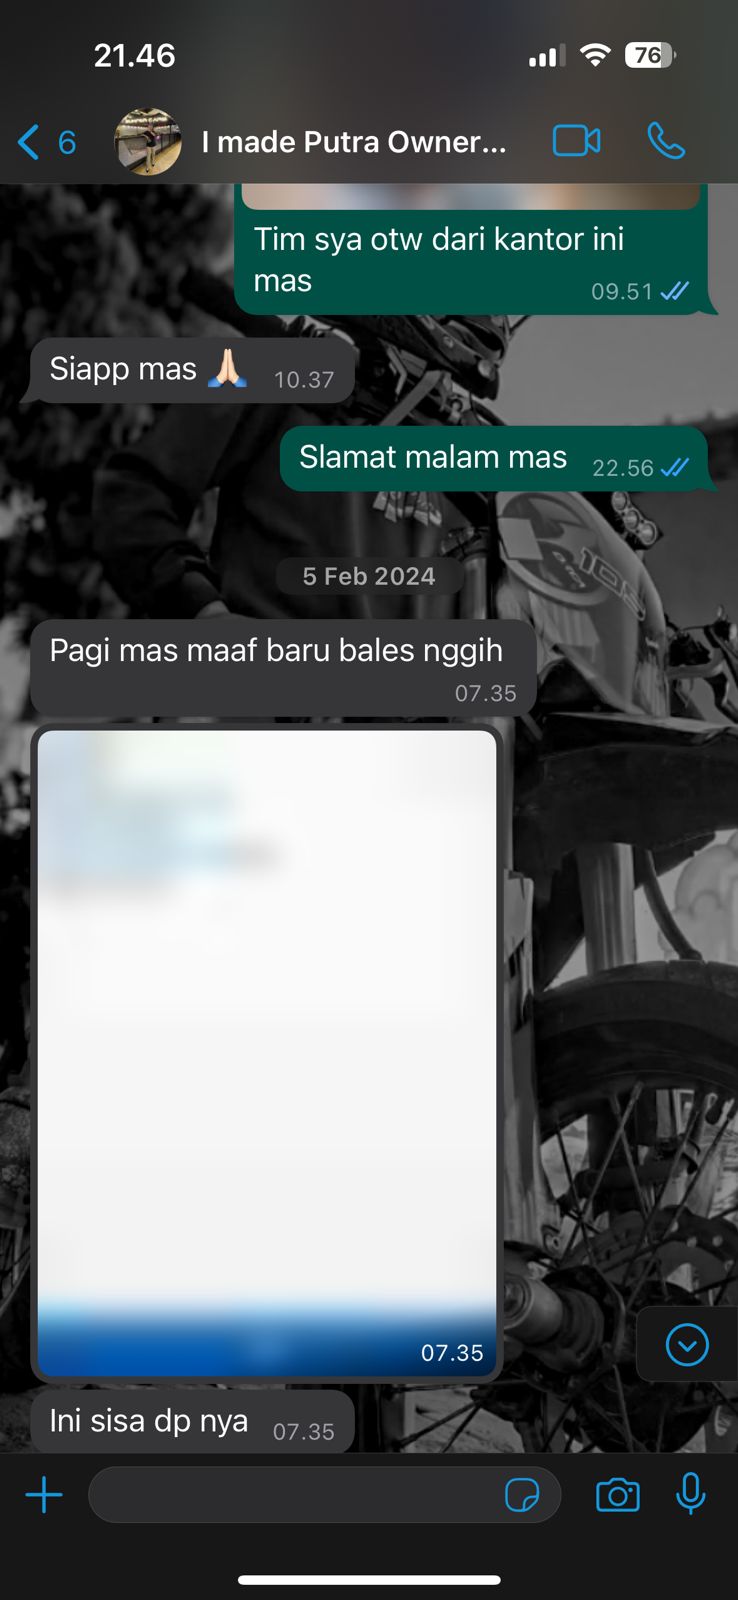 21.46
76
6
I made Putra Owner...
Tim sya otw dari kantor ini
mas
09.51
Siapp mas 🙏🏻
10.37
Slamat malam mas
22.56
5 Feb 2024
Pagi mas maaf baru bales nggih
07.35
07.35
Ini sisa dp nya
07.35